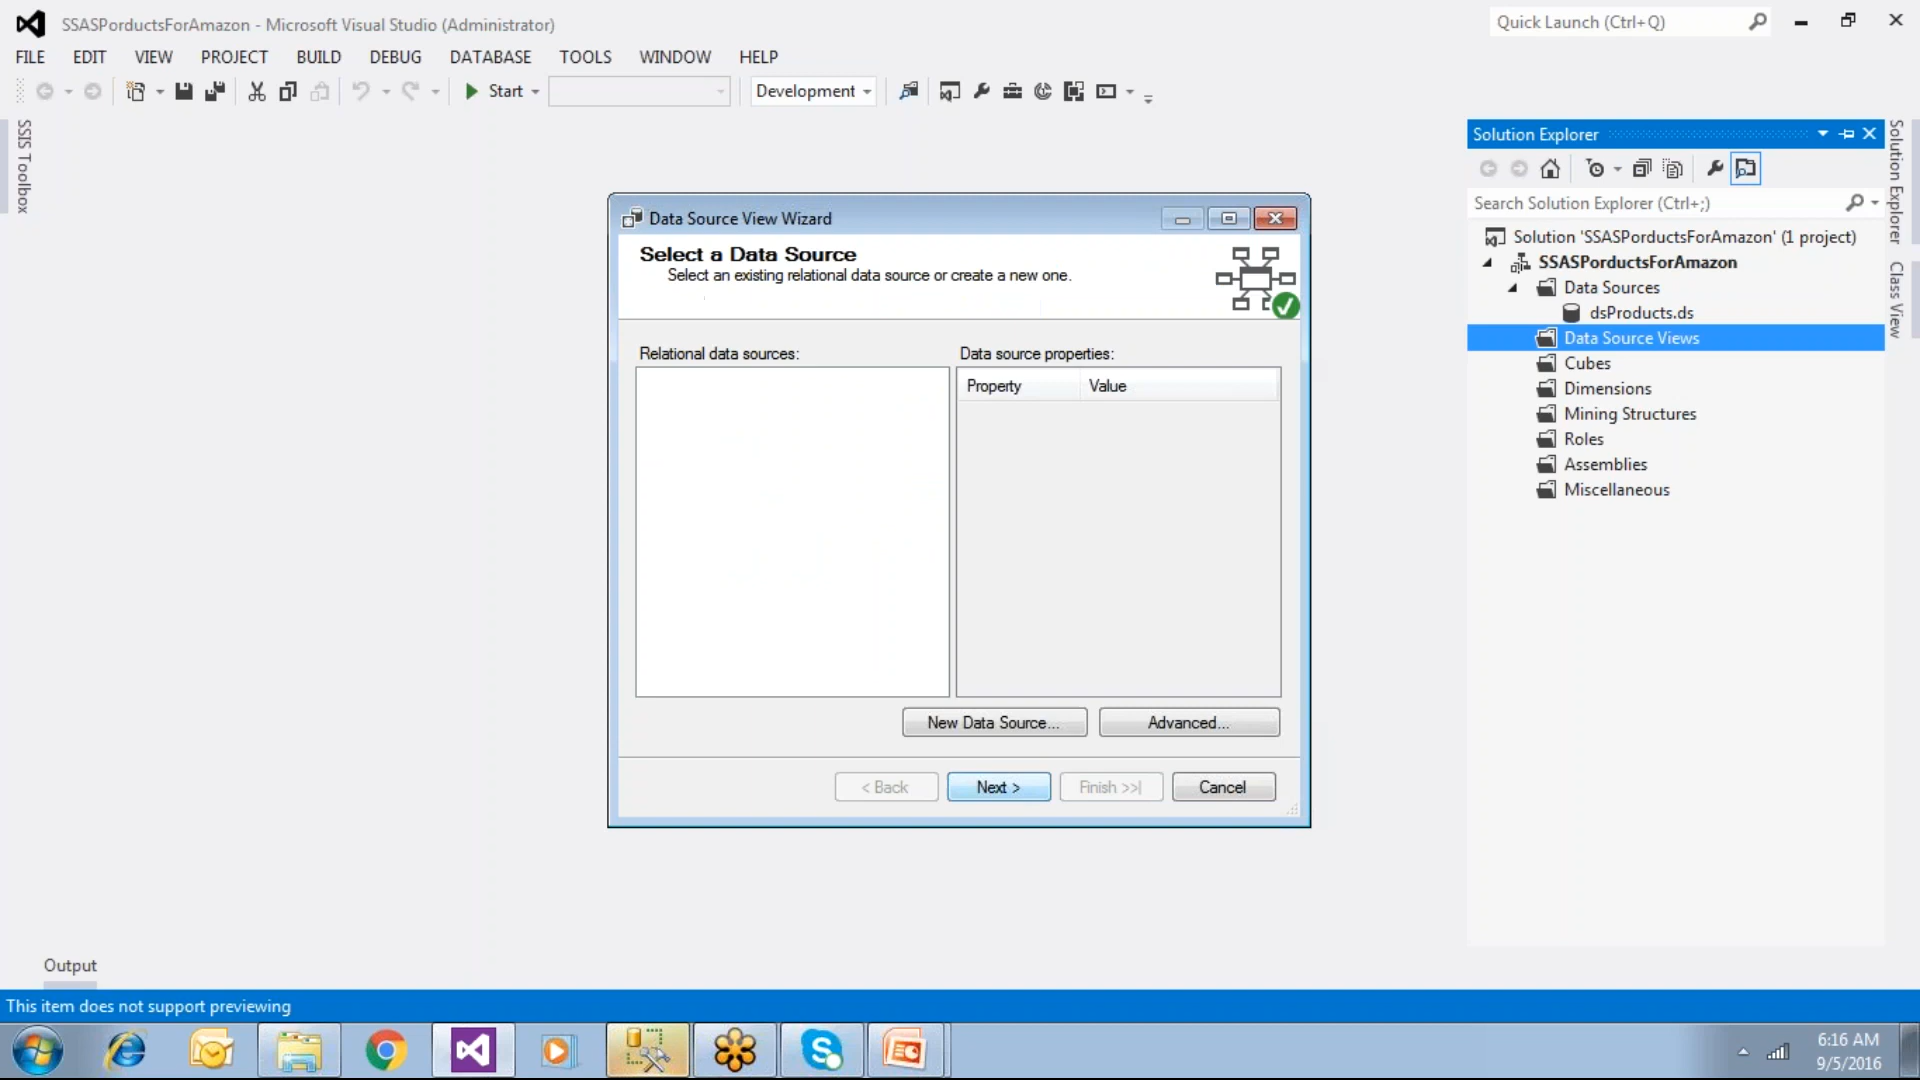 SSASPorductsForAmazon - Microsoft Visual Studio (Administrator)
Quick Launch (Ctrl+Q)
FILE EDIT VIEW PROJECT BUILD DEBUG DATABASE TOOLS WINDOW HELP
Start
Development
SSIS Toolbox
Solution Explorer
Search Solution Explorer (Ctrl+;)
Solution 'SSASPorductsForAmazon' (1 project)
SSASPorductsForAmazon
Data Sources
dsProducts.ds
Data Source Views
Cubes
Dimensions
Mining Structures
Roles
Assemblies
Miscellaneous
Solution Explorer
Class View
Data Source View Wizard
Select a Data Source
Select an existing relational data source or create a new one.
Relational data sources:
Data source properties:
Property Value
New Data Source...
Advanced...
< Back
Next >
Finish >>|
Cancel
Output
This item does not support previewing
6:16 AM
9/5/2016